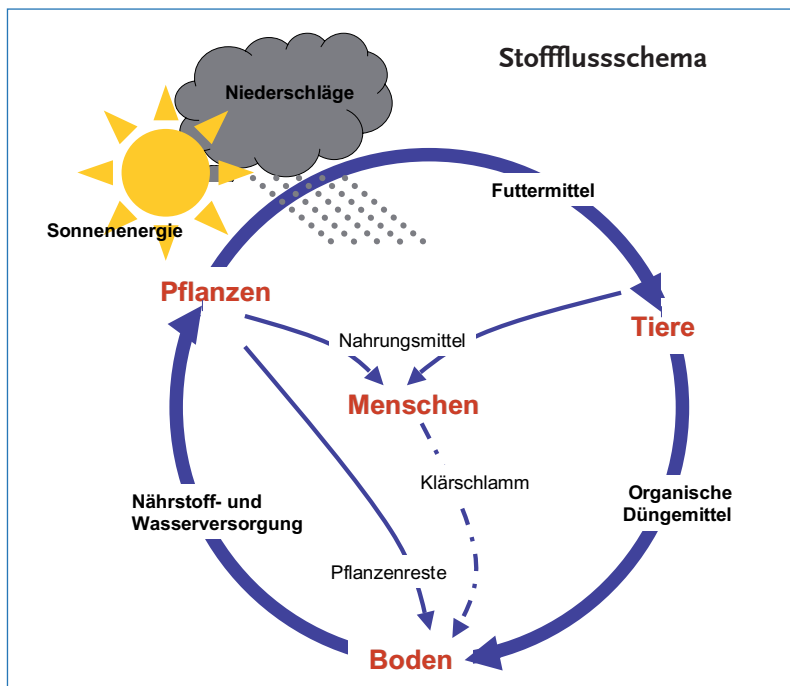 Stoffflussschema
Niederschläge
Futtermittel
Sonnenenergie
Pflanzen
Tiere
Nahrungsmittel
Menschen
Klärschlamm
Nährstoff- und
Wasserversorgung
Organische
Düngemittel
Pflanzenreste
Boden